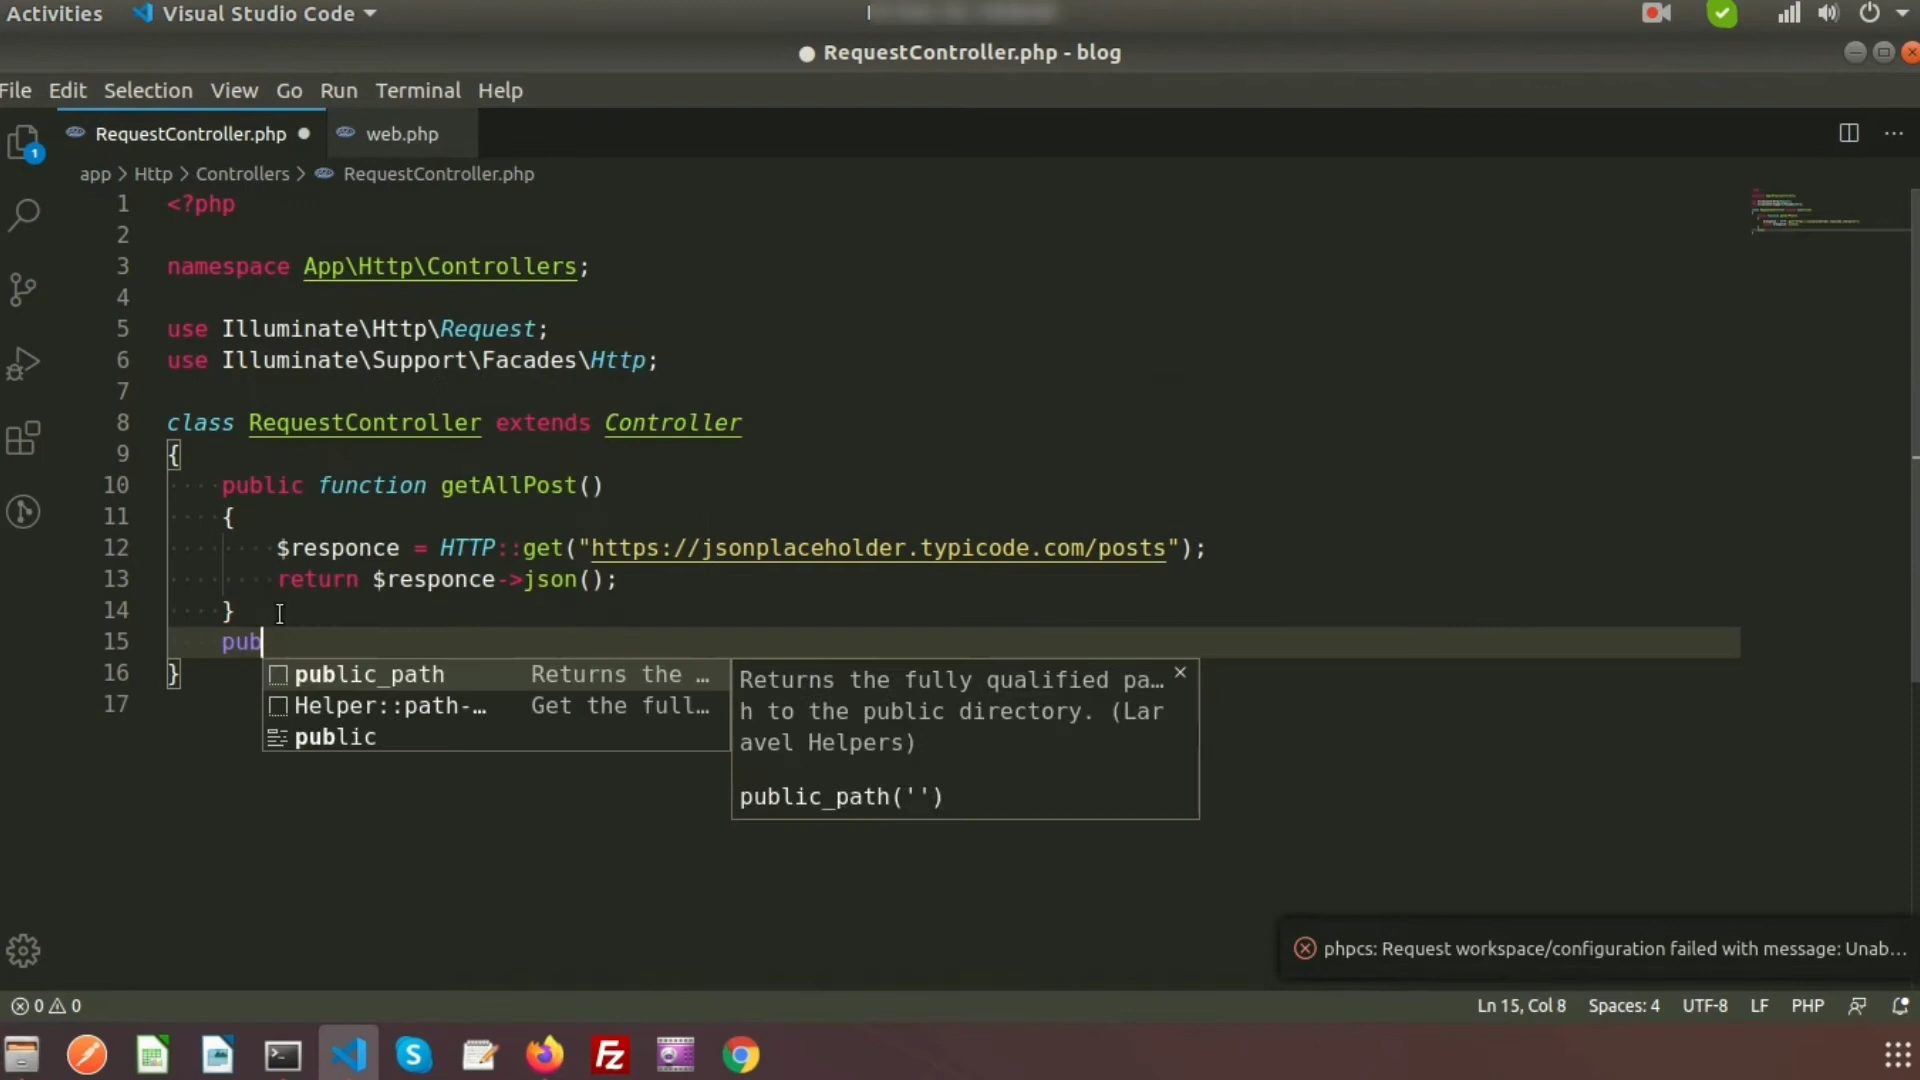 Activities
Visual Studio Code
● RequestController.php - blog
File Edit Selection View Go Run Terminal Help
RequestController.php ●
web.php
app > Http > Controllers > RequestController.php
1 <?php
2
3 namespace App\Http\Controllers;
4
5 use Illuminate\Http\Request;
6 use Illuminate\Support\Facades\Http;
7
8 class RequestController extends Controller
9 {
10 public function getAllPost()
11 {
12 $responce = HTTP::get("https://jsonplaceholder.typicode.com/posts");
13 return $responce->json();
14 }
15 pub
16 }
17
public_path Returns the …
Helper::path-… Get the full…
public
Returns the fully qualified pa…
h to the public directory. (Lar
avel Helpers)
public_path('')
1
phpcs: Request workspace/configuration failed with message: Unab…
0 0
Ln 15, Col 8 Spaces: 4 UTF-8 LF PHP
S
Fz